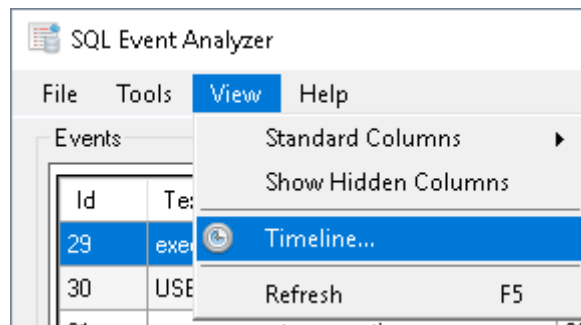 SQL Event Analyzer
File Tools View Help
Events
Standard Columns
Show Hidden Columns
Id
29
Timeline...
30
Refresh F5